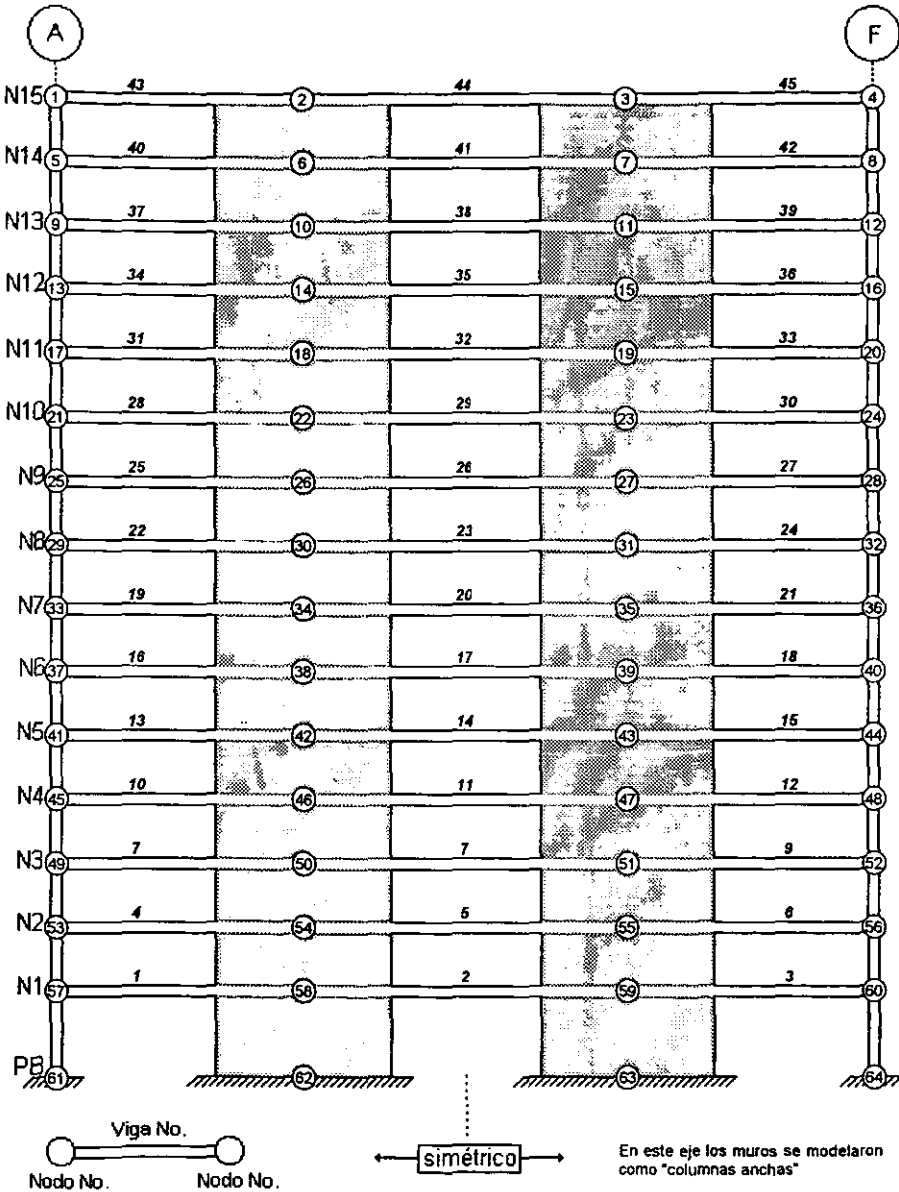 A F
43 44 45
N15 1 2 3 4
40 41 42
N14 5 6 7 8
37 38 39
N13 9 10 11 12
34 35 36
N12 13 14 15 16
31 32 33
N11 17 18 19 20
28 29 30
N10 21 22 23 24
25 26 27
N9 25 26 27 28
22 23 24
N8 29 30 31 32
19 20 21
N7 33 34 35 36
16 17 18
N6 37 38 39 40
13 14 15
N5 41 42 43 44
10 11 12
N4 45 46 47 48
7 7 9
N3 49 50 51 52
4 5 6
N2 53 54 55 56
1 2 3
N1 57 58 59 60
PB 61 62 63 64
Viga No.
Nodo No. Nodo No.
simétrico
En este eje los muros se modelaron
como "columnas anchas"